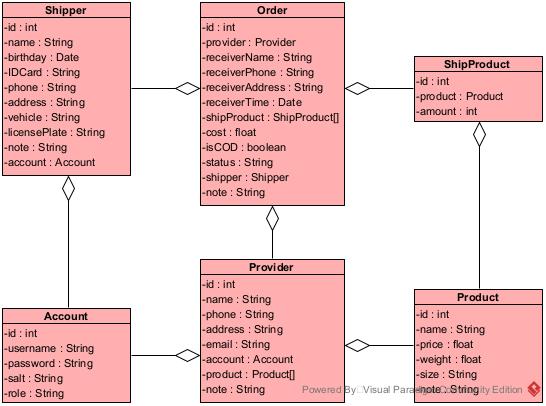 Shipper
-id : int
-name : String
-birthday : Date
-IDCard : String
-phone : String
-address : String
-vehicle : String
-licensePlate : String
-note : String
-account : Account
Order
-id : int
-provider : Provider
-receiverName : String
-receiverPhone : String
-receiverAddress : String
-receiverTime : Date
-shipProduct : ShipProduct[]
-cost : float
-isCOD : boolean
-status : String
-shipper : Shipper
-note : String
ShipProduct
-id : int
-product : Product
-amount : int
Account
-id : int
-username : String
-password : String
-salt : String
-role : String
Provider
-id : int
-name : String
-phone : String
-address : String
-email : String
-account : Account
-product : Product[]
-note : String
Product
-id : int
-name : String
-price : float
-weight : float
-size : String
-note : String
Powered By Visual Paradigm Community Edition